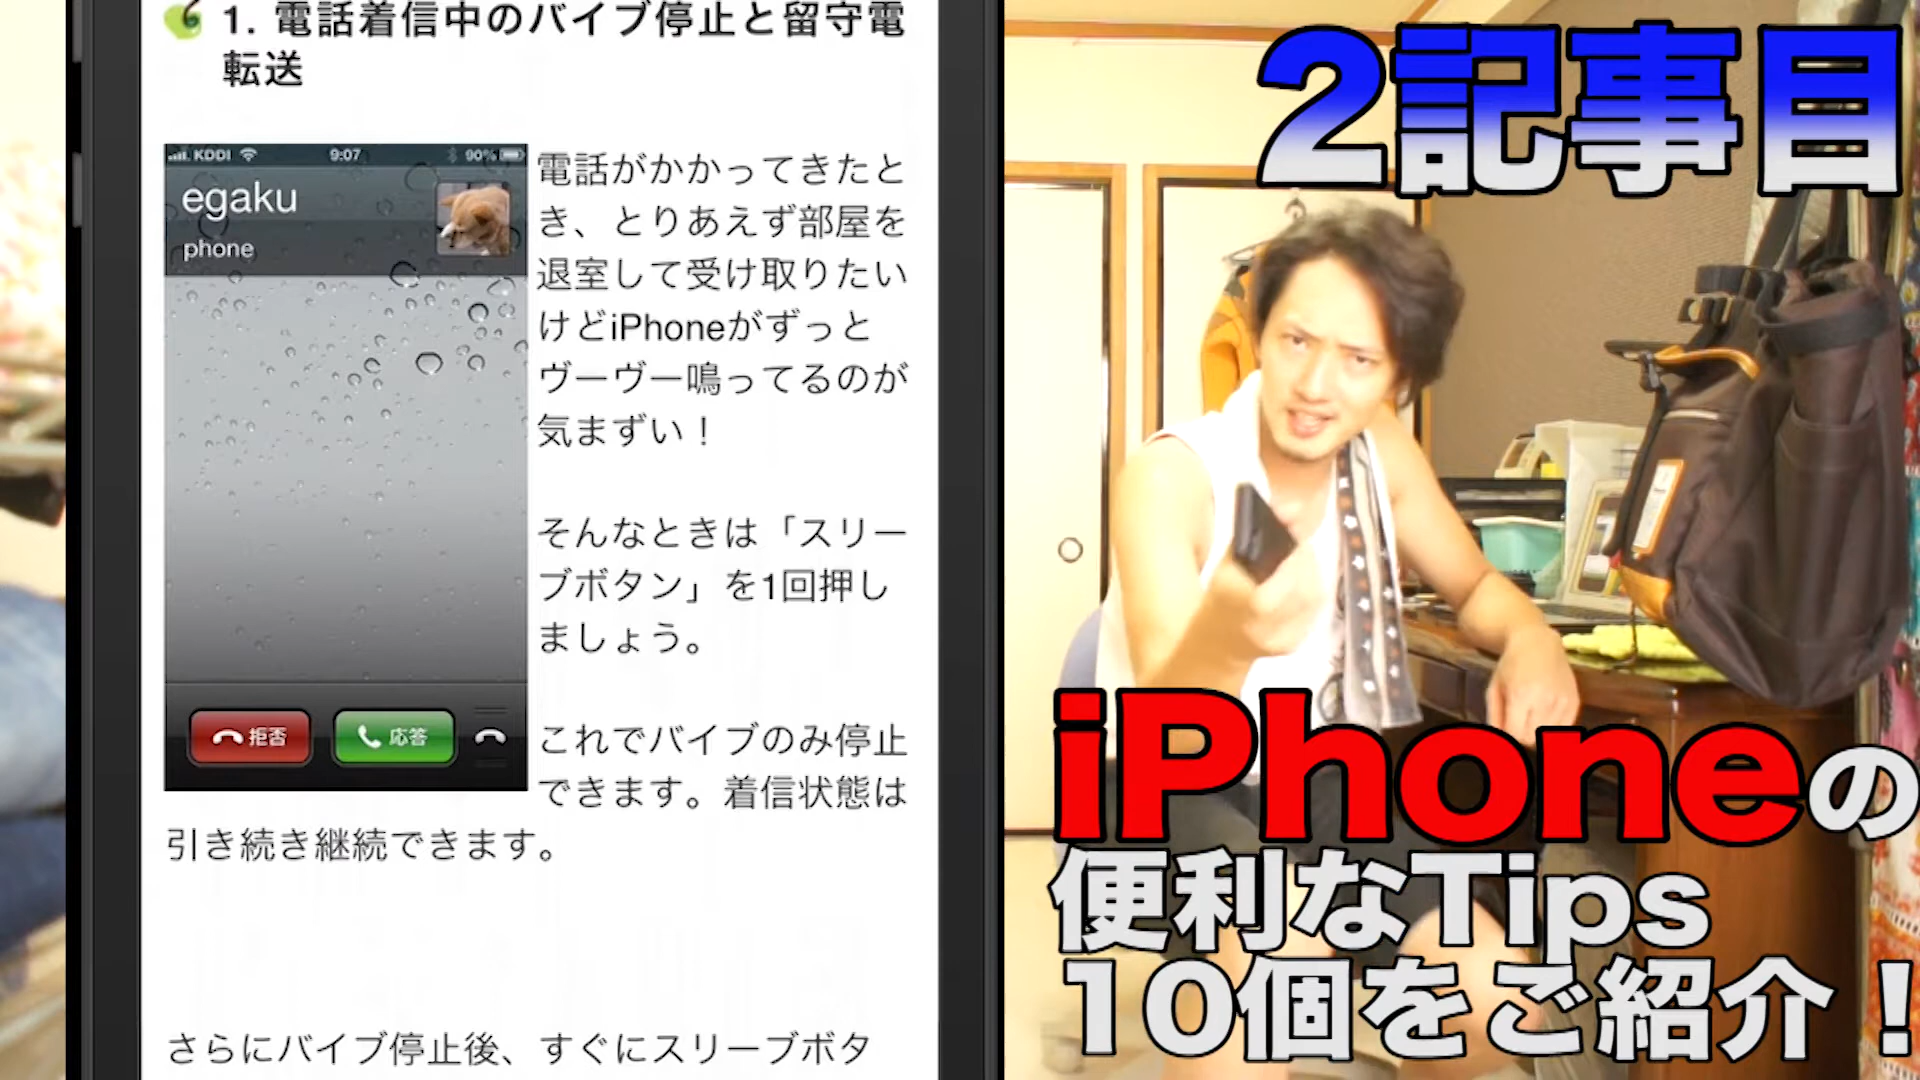 1. 電話着信中のバイブ停止と留守電
転送
KDDI 9:07 90%
egaku
phone
拒否
応答
電話がかかってきたと
き、とりあえず部屋を
退室して受け取りたい
けどiPhoneがずっと
ヴーヴー鳴ってるのが
気まずい！
そんなときは「スリー
ブボタン」を1回押し
ましょう。
これでバイブのみ停止
できます。着信状態は
引き続き継続できます。
さらにバイブ停止後、すぐにスリーブボタ
2記事目
iPhoneの
便利なTips
10個をご紹介！